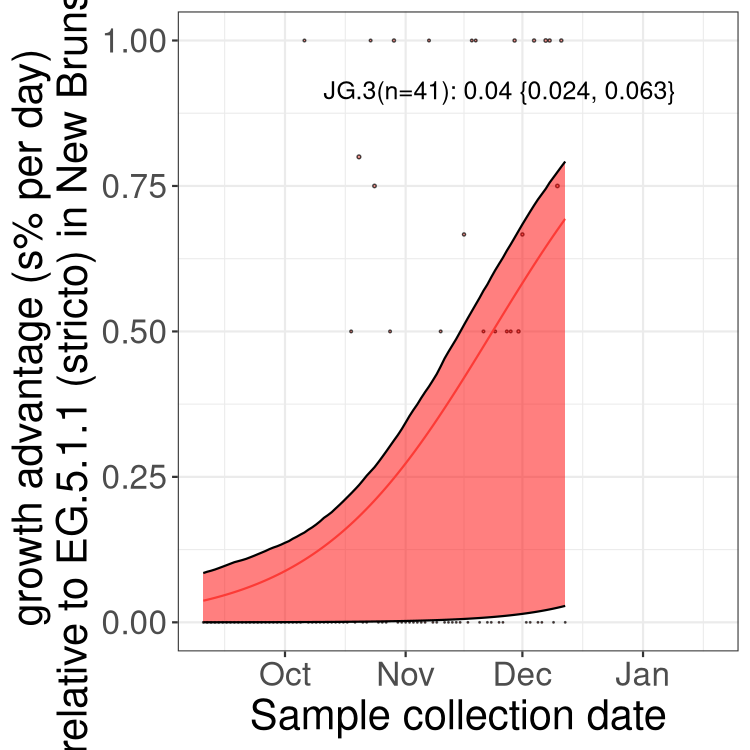 growth advantage (s% per day)
relative to EG.5.1.1 (stricto) in New Bruns
1.00
0.75
0.50
0.25
0.00
JG.3(n=41): 0.04 {0.024, 0.063}
Oct Nov Dec Jan
Sample collection date